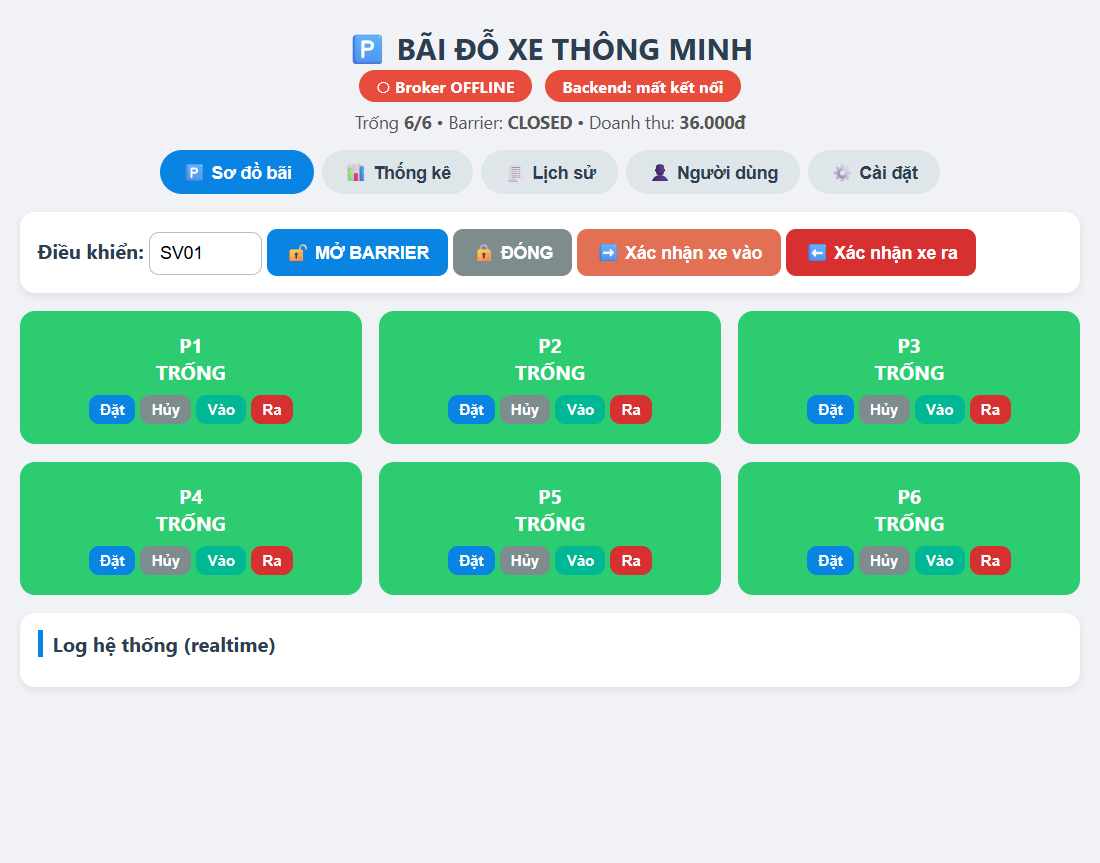 🅿️ BÃI ĐỖ XE THÔNG MINH
○ Broker OFFLINE Backend: mất kết nối
Trống 6/6 • Barrier: CLOSED • Doanh thu: 36.000đ
🅿️ Sơ đồ bãi 📊 Thống kê 📜 Lịch sử 👤 Người dùng ⚙️ Cài đặt
Điều khiển: SV01 🔓 MỞ BARRIER 🔒 ĐÓNG ➡️ Xác nhận xe vào ⬅️ Xác nhận xe ra
P1
TRỐNG
Đặt Hủy Vào Ra
P2
TRỐNG
Đặt Hủy Vào Ra
P3
TRỐNG
Đặt Hủy Vào Ra
P4
TRỐNG
Đặt Hủy Vào Ra
P5
TRỐNG
Đặt Hủy Vào Ra
P6
TRỐNG
Đặt Hủy Vào Ra
Log hệ thống (realtime)